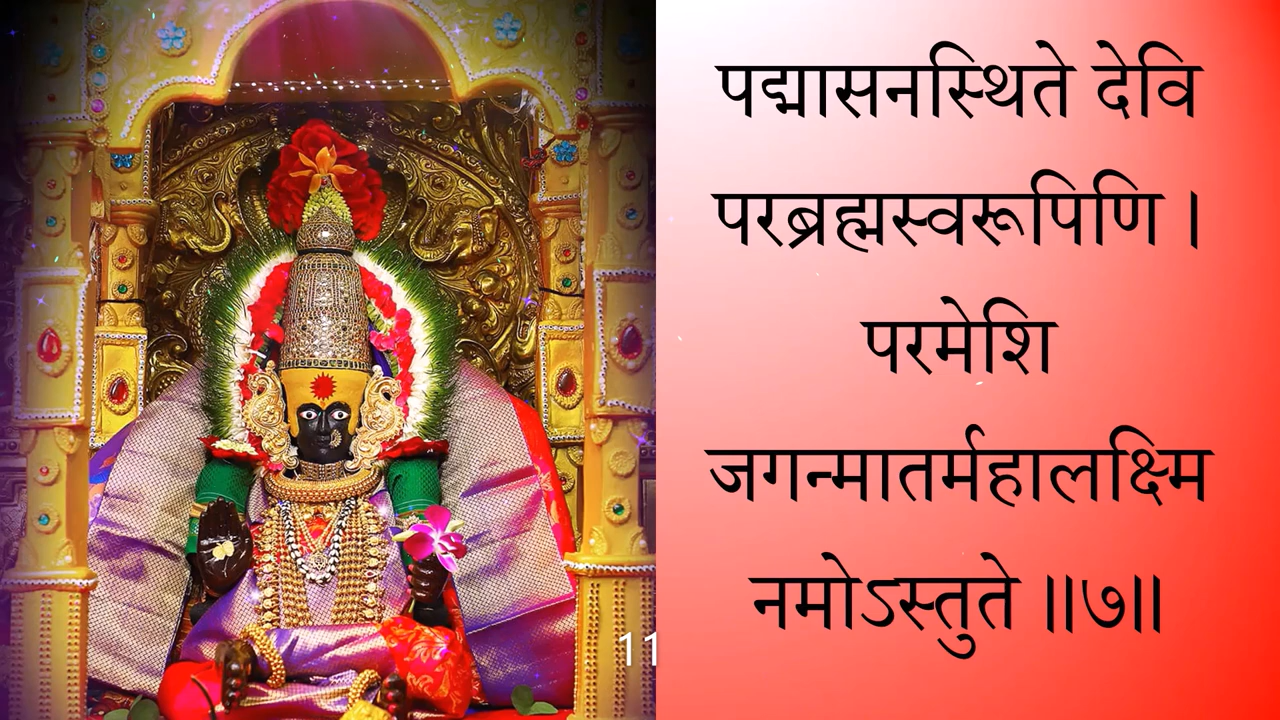 पद्मासनस्थिते देवि
परब्रह्मस्वरूपिणि ।
परमेशि
जगन्मातर्महालक्ष्मि
नमोऽस्तुते ॥७॥
11